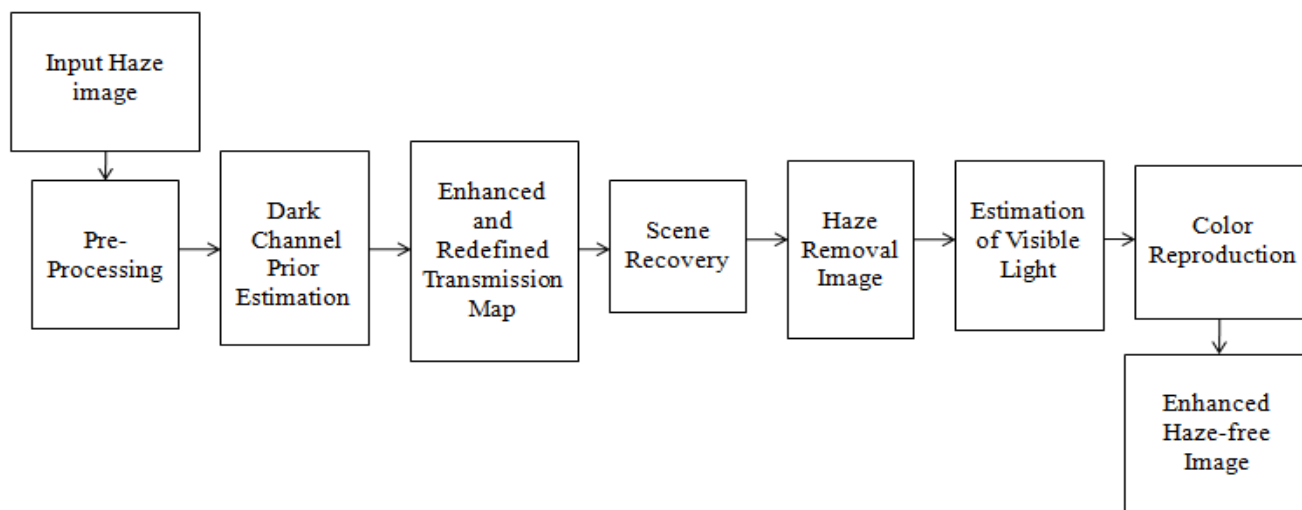 Input Haze
image
Pre-
Processing
Dark
Channel
Prior
Estimation
Enhanced
and
Redefined
Transmission
Map
Scene
Recovery
Haze
Removal
Image
Estimation
of Visible
Light
Color
Reproduction
Enhanced
Haze-free
Image